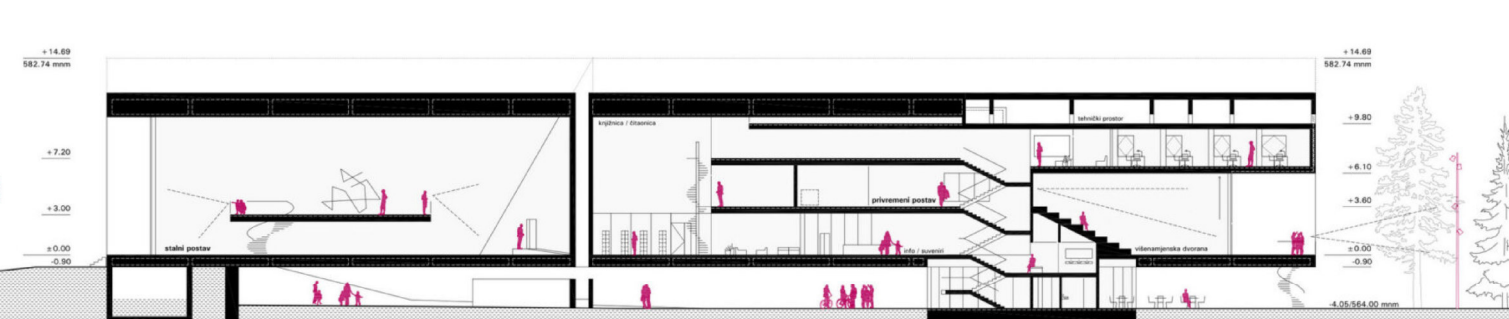 +14.69
582.74 mnm
+7.20
+3.00
±0.00
-0.90
stalni postav
knjižnica / čitaonica
tehnički prostor
privremeni postav
info / suveniri
višenamjenska dvorana
+14.69
582.74 mnm
+9.80
+6.10
+3.60
±0.00
-0.90
-4.05/564.00 mnm